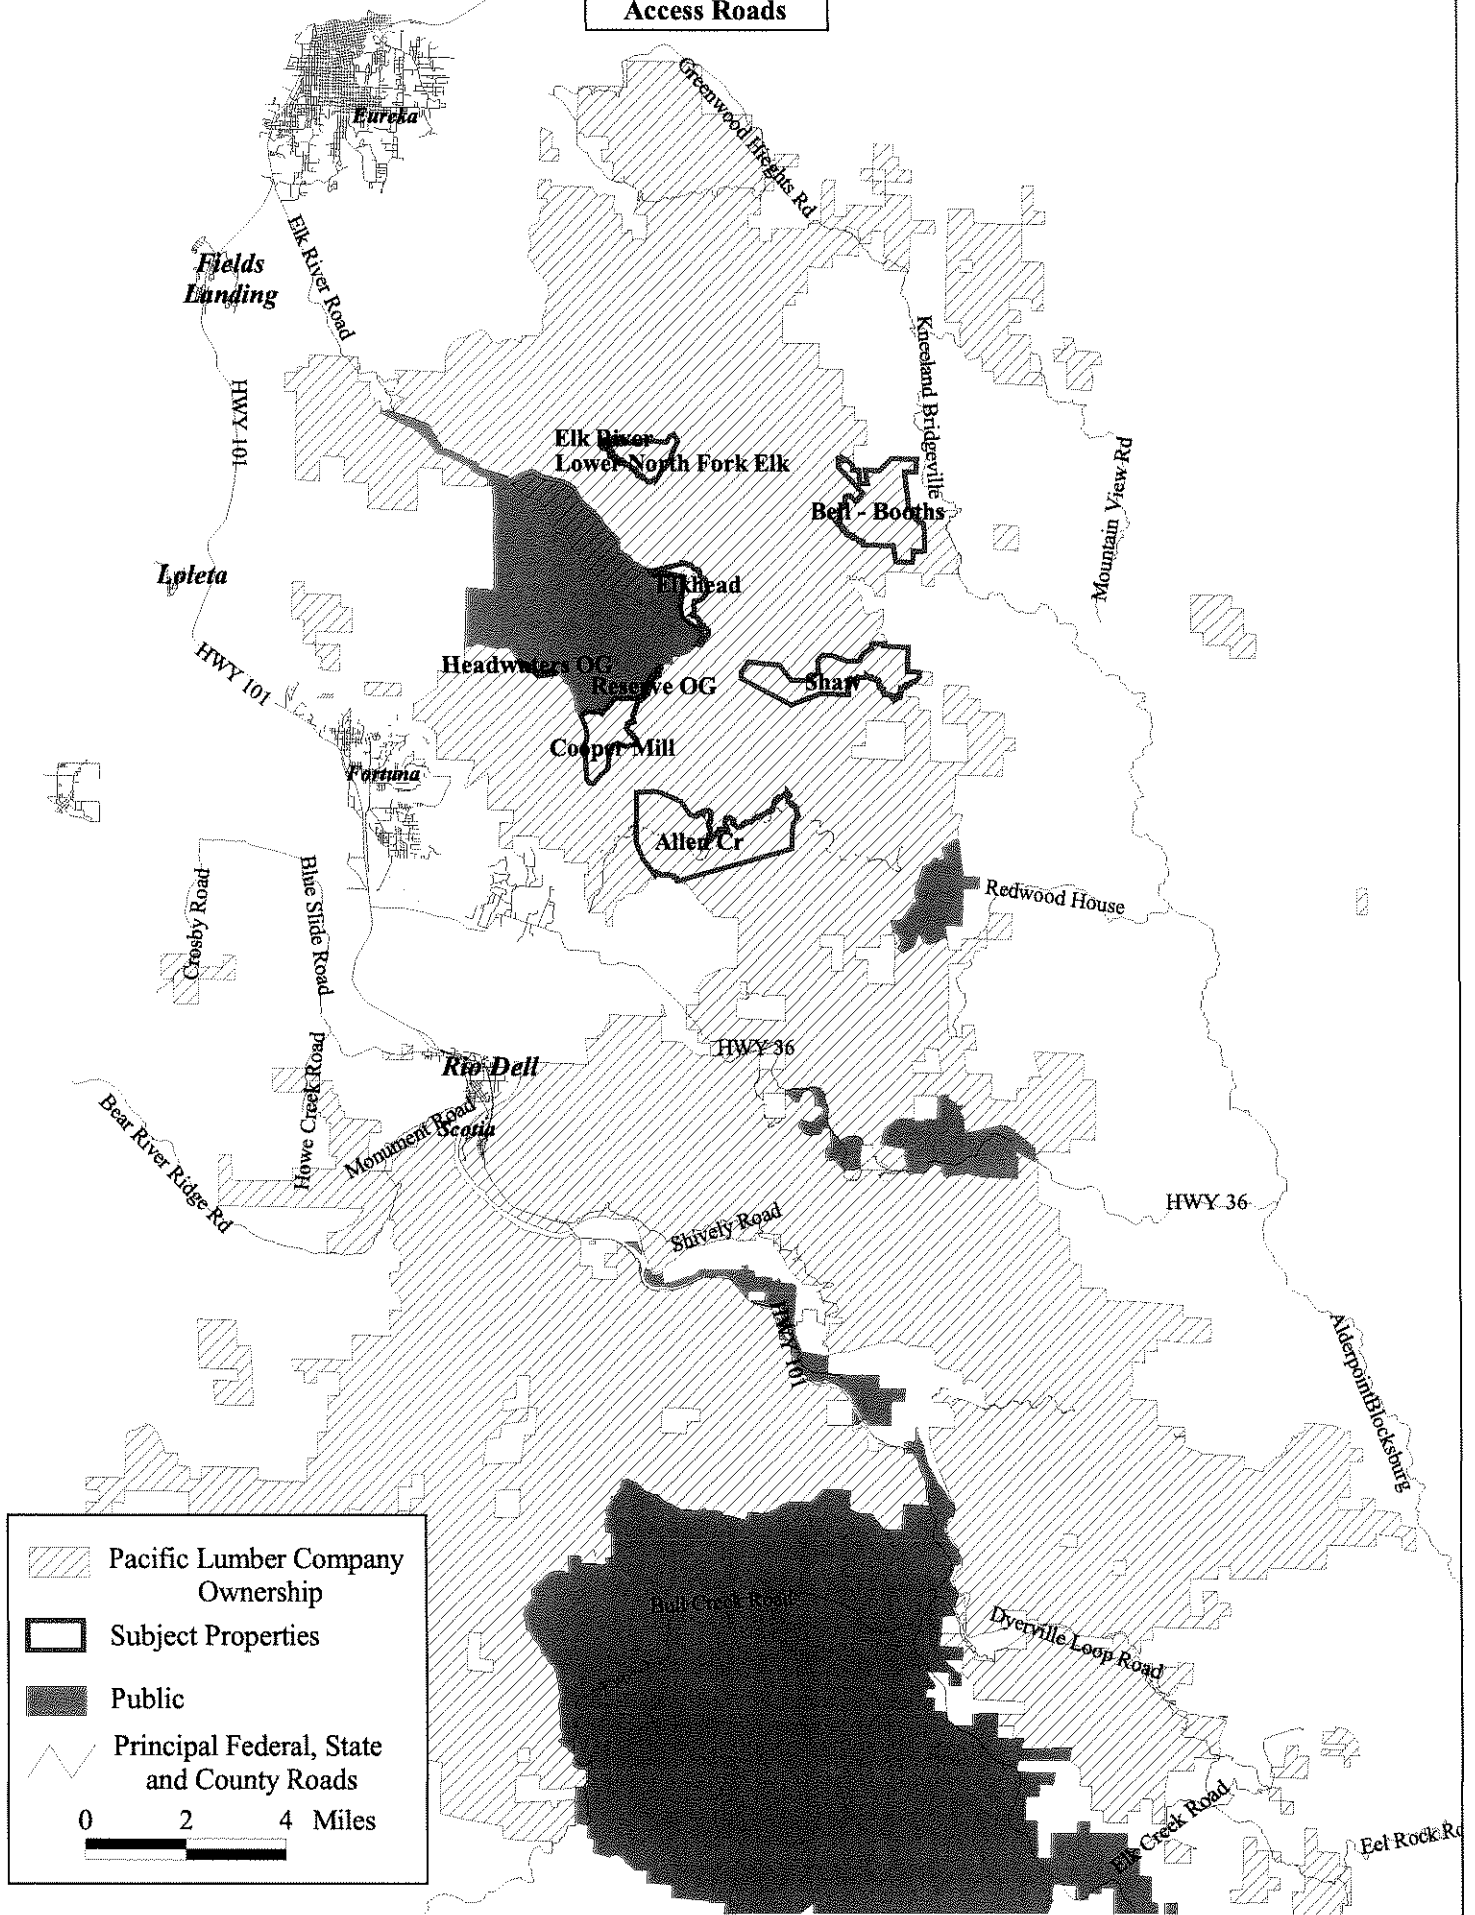 Access Roads
Eureka
Greenwood Hieghts Rd
Elk River Road
Fields
Landing
HWY 101
Kneeland Bridgeville
Mountain View Rd
Elk River
Lower North Fork Elk
Bell - Booths
Loleta
Elkhead
HWY 101
Headwaters OG
Reserve OG
Shaw
Cooper Mill
Fortuna
Allen Cr
Crosby Road
Blue Slide Road
Redwood House
HWY 36
Rio Dell
Howe Creek Road
Monument Road
Scotia
Bear River Ridge Rd
HWY 36
Shively Road
HWY 101
AlderpointBlocksburg
Bull Creek Road
Dyerville Loop Road
Elk Creek Road
Eel Rock Ro
Pacific Lumber Company
Ownership
Subject Properties
Public
Principal Federal, State
and County Roads
0 2 4 Miles